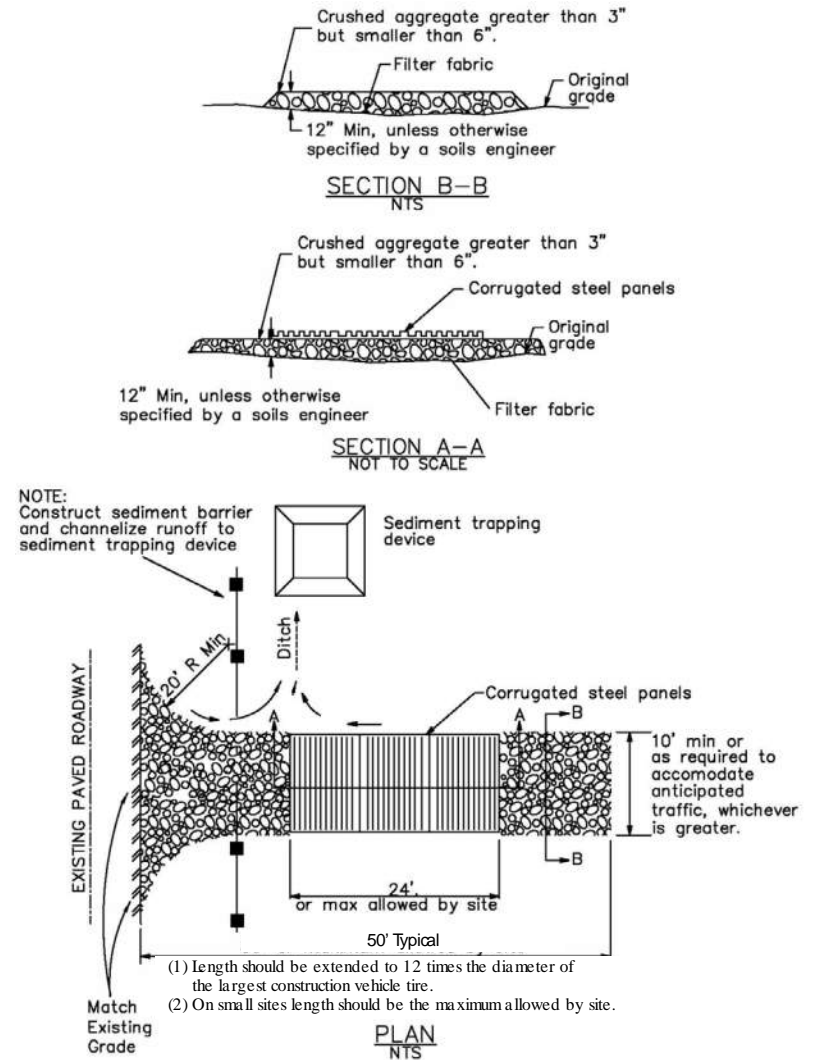 Crushed aggregate greater than 3"
but smaller than 6".
Filter fabric
Original
grade
12" Min, unless otherwise
specified by a soils engineer
SECTION B-B
NTS
Crushed aggregate greater than 3"
but smaller than 6".
Corrugated steel panels
Original
grade
12" Min, unless otherwise
specified by a soils engineer
Filter fabric
SECTION A-A
NOT TO SCALE
NOTE:
Construct sediment barrier
and channelize runoff to
sediment trapping device
Sediment trapping
device
Ditch
20' R Min
EXISTING PAVED ROADWAY
Corrugated steel panels
A
A
B
B
10' min or
as required to
accomodate
anticipated
traffic, whichever
is greater.
24'
or max allowed by site
50' Typical
(1) Length should be extended to 12 times the diameter of
the largest construction vehicle tire.
(2) On small sites length should be the maximum allowed by site.
Match
Existing
Grade
PLAN
NTS